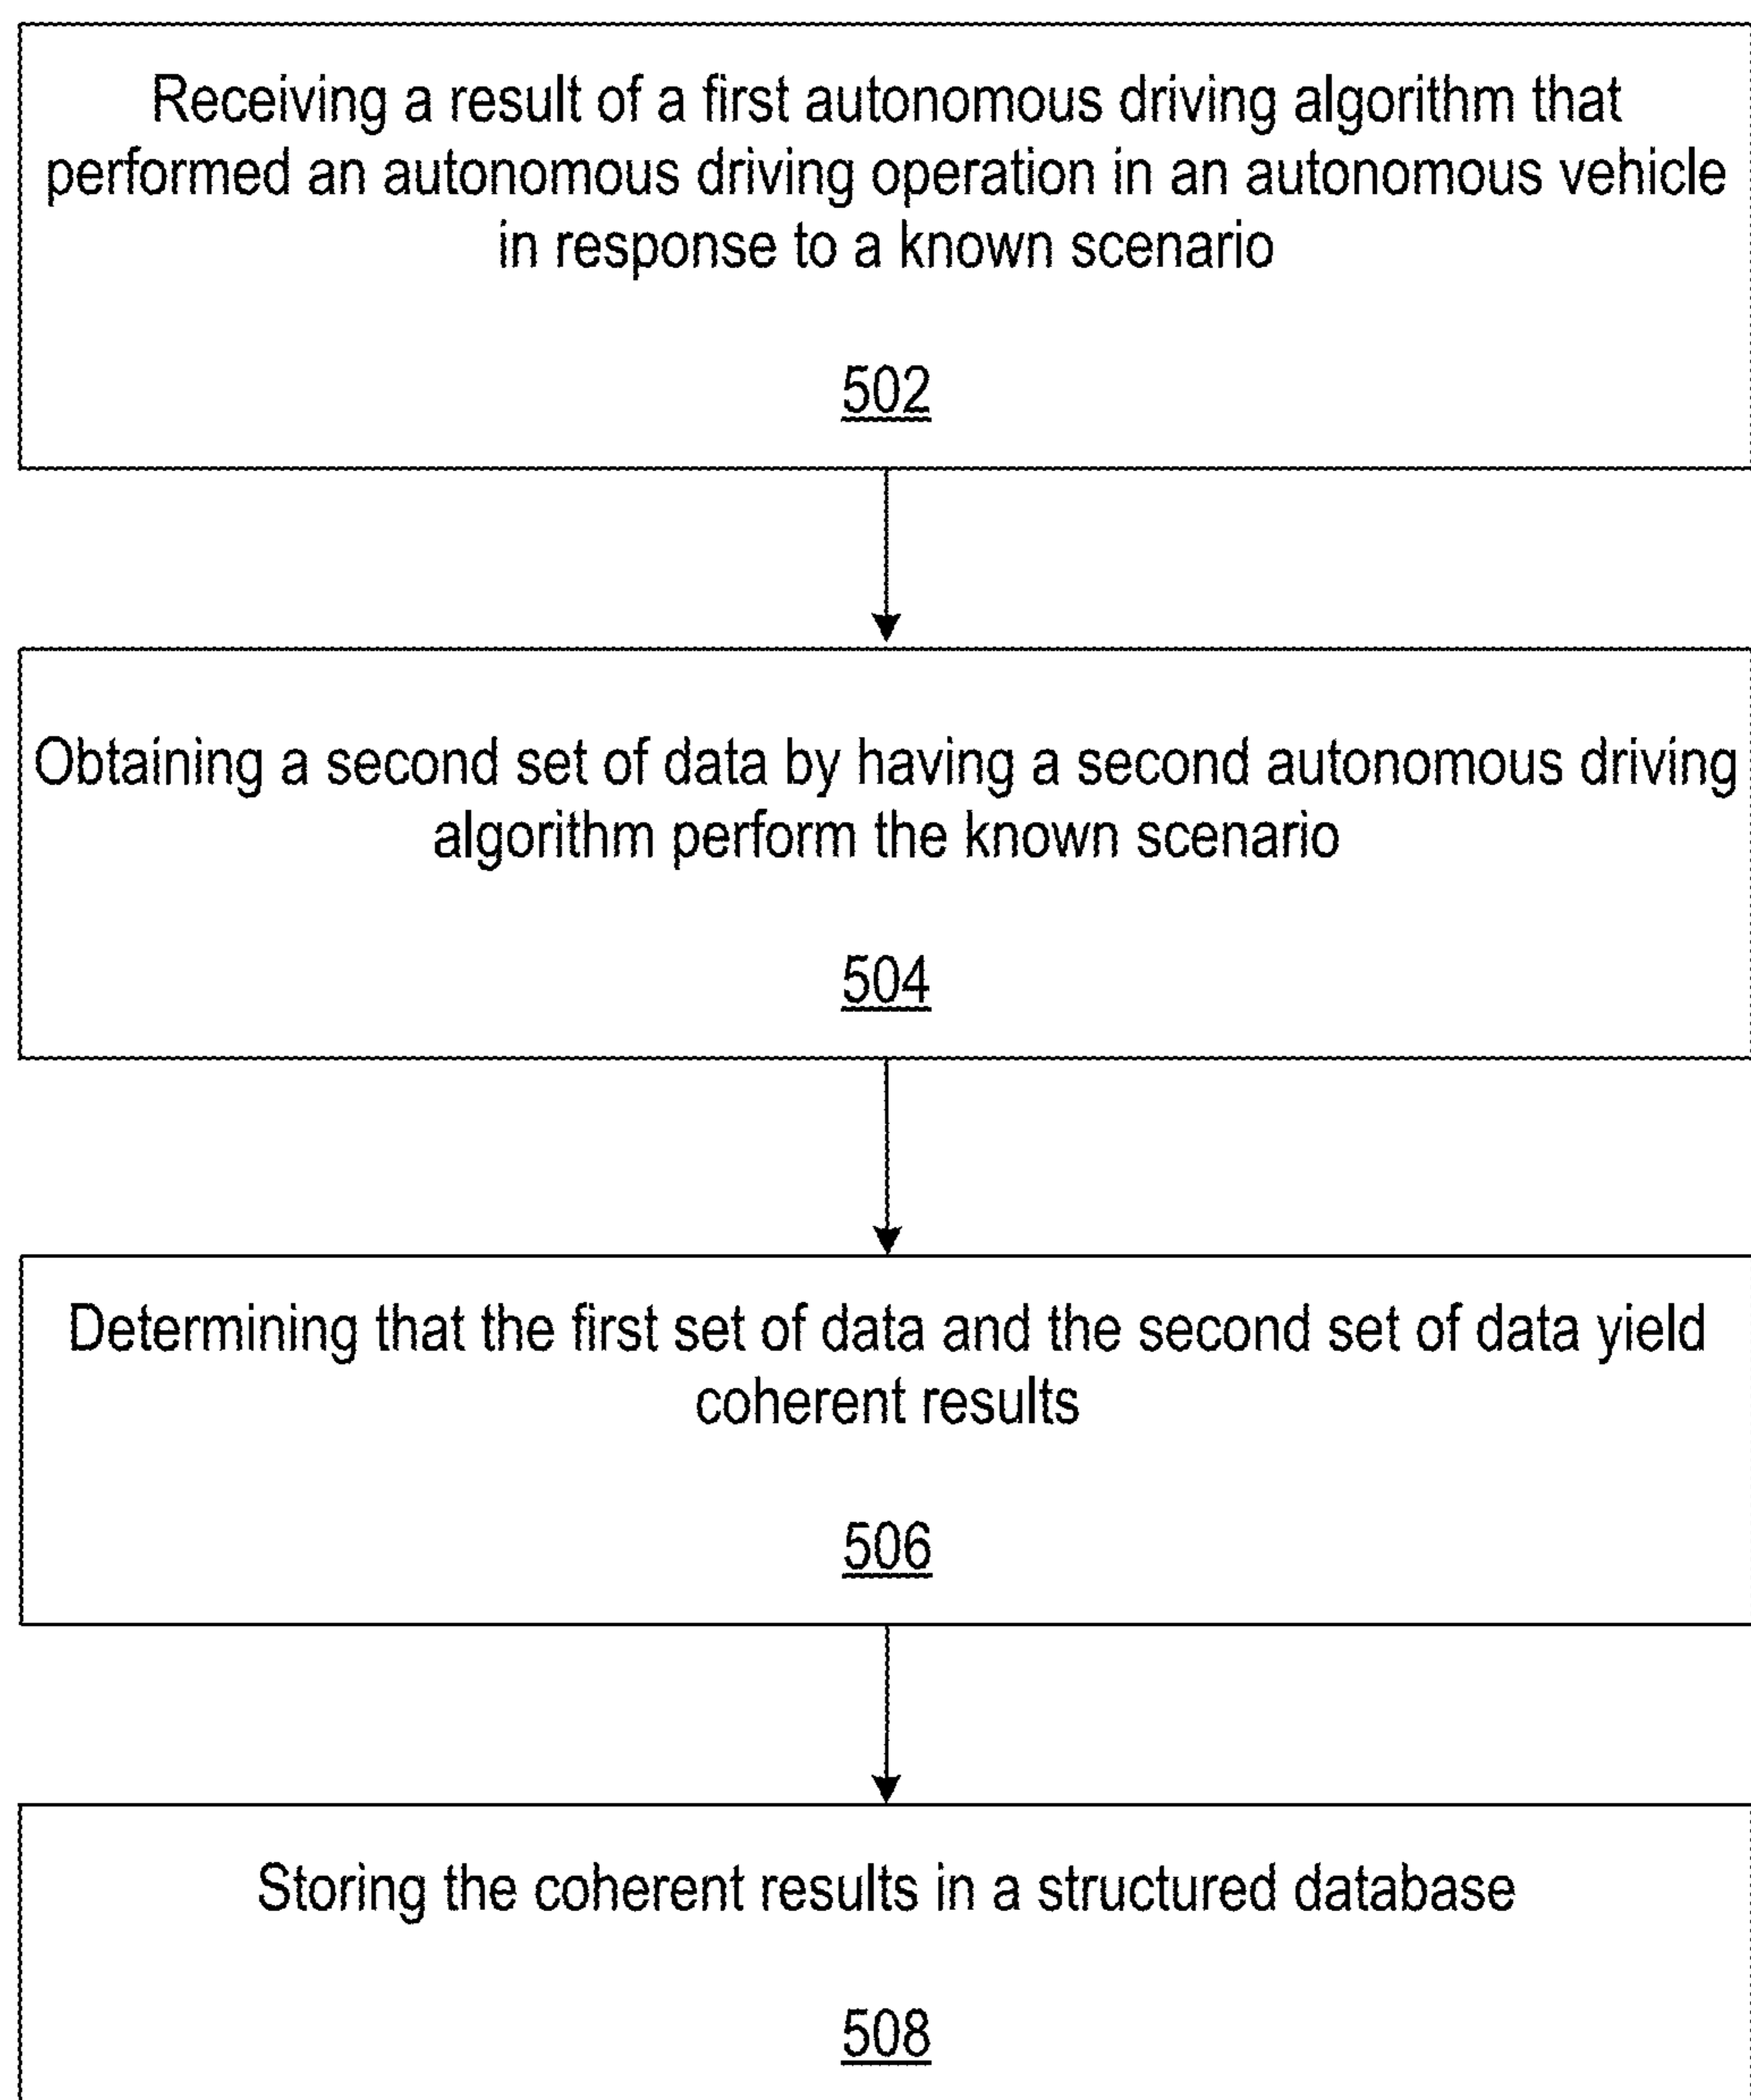 Receiving a result of a first autonomous driving algorithm that
performed an autonomous driving operation in an autonomous vehicle
in response to a known scenario
502
Obtaining a second set of data by having a second autonomous driving
algorithm perform the known scenario
504
Determining that the first set of data and the second set of data yield
coherent results
506
Storing the coherent results in a structured database
508